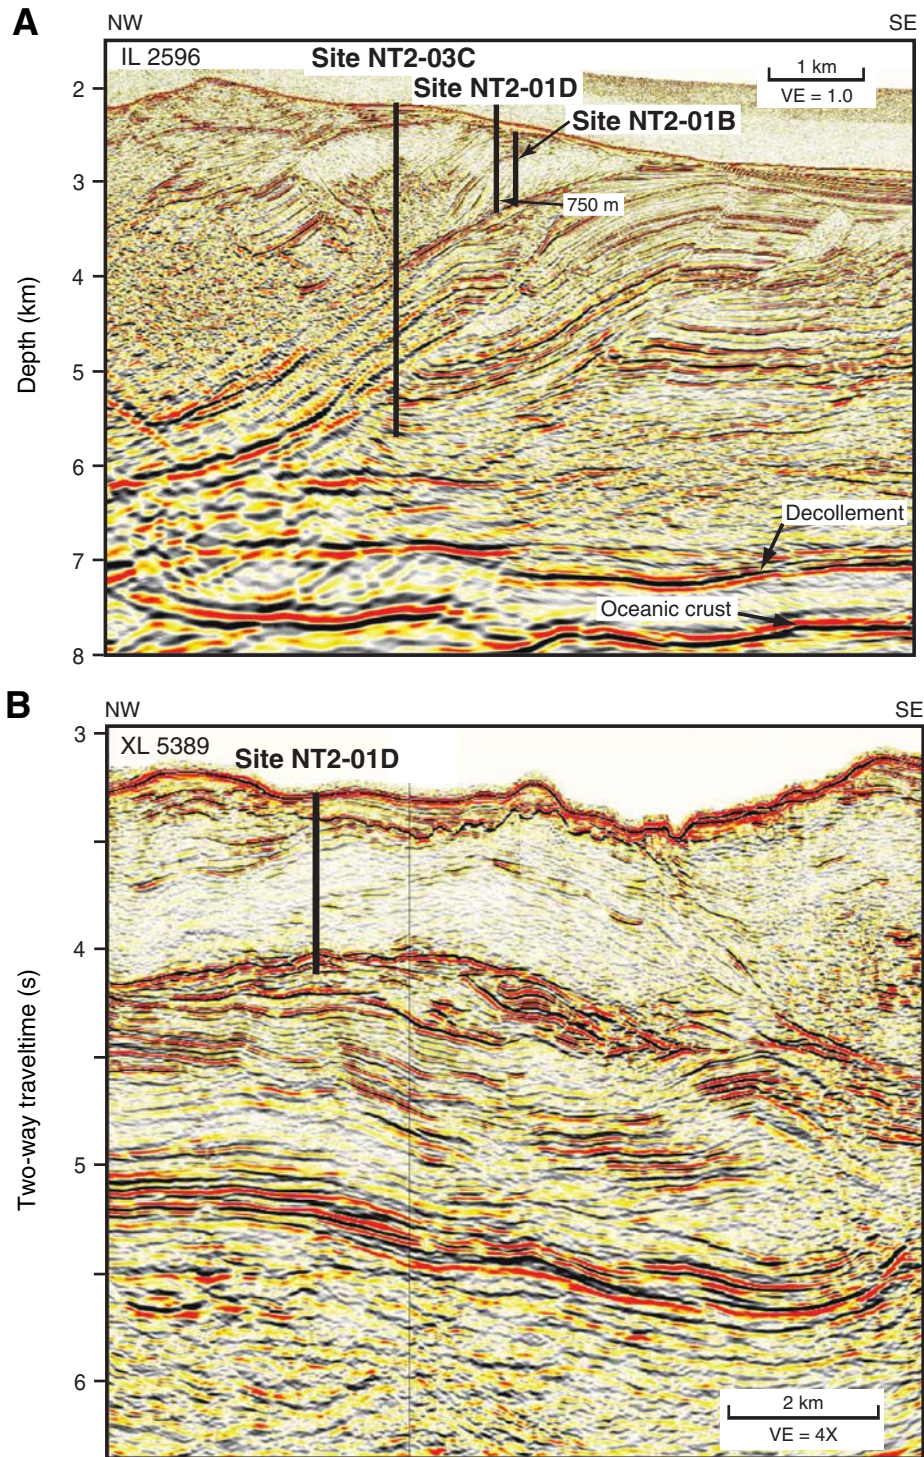 A
NW
SE
IL 2596
Site NT2-03C
Site NT2-01D
Site NT2-01B
1 km
VE = 1.0
750 m
Depth (km)
2
3
4
5
6
7
8
Decollement
Oceanic crust
B
NW
SE
XL 5389
Site NT2-01D
Two-way traveltime (s)
3
4
5
6
2 km
VE = 4X